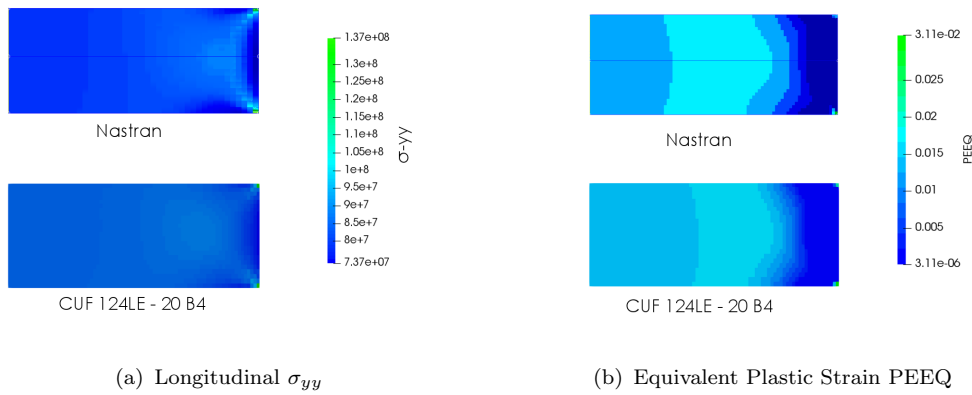 Nastran
CUF 124LE - 20 B4
1.37e+08
1.3e+8
1.25e+8
1.2e+8
1.15e+8
1.1e+8
1.05e+8
1e+8
9.5e+7
9e+7
8.5e+7
8e+7
7.37e+07
σ-yy
(a) Longitudinal σyy
Nastran
CUF 124LE - 20 B4
3.11e-02
0.025
0.02
0.015
0.01
0.005
3.11e-06
PEEQ
(b) Equivalent Plastic Strain PEEQ